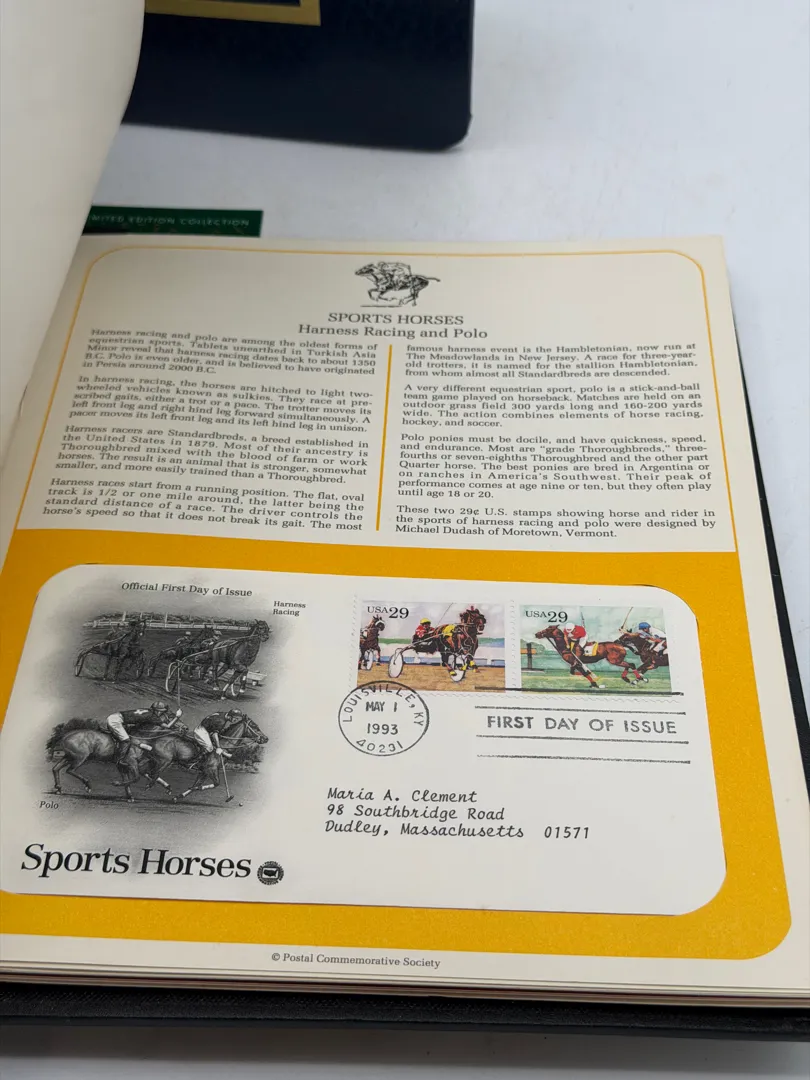 LIMITED EDITION COLLECTION
SPORTS HORSES
Harness Racing and Polo
Harness racing and polo are among the oldest forms of
equestrian sports. Tablets unearthed in Turkish Asia
Minor reveal that harness racing dates back to about 1350
B.C. Polo is even older, and is believed to have originated
in Persia around 2000 B.C.
In harness racing, the horses are hitched to light two-
wheeled vehicles known as sulkies. They race at pre-
scribed gaits, either a trot or a pace. The trotter moves its
left front leg and right hind leg forward simultaneously. A
pacer moves its left front leg and its left hind leg in unison.
Harness racers are Standardbreds, a breed established in
the United States in 1879. Most of their ancestry is
Thoroughbred mixed with the blood of farm or work
horses. The result is an animal that is stronger, somewhat
smaller, and more easily trained than a Thoroughbred.
Harness races start from a running position. The flat, oval
track is 1/2 or one mile around, the latter being the
standard distance of a race. The driver controls the
horse's speed so that it does not break its gait. The most
famous harness event is the Hambletonian, now run at
The Meadowlands in New Jersey. A race for three-year-
old trotters, it is named for the stallion Hambletonian,
from whom almost all Standardbreds are descended.
A very different equestrian sport, polo is a stick-and-ball
team game played on horseback. Matches are held on an
outdoor grass field 300 yards long and 160-200 yards
wide. The action combines elements of horse racing,
hockey, and soccer.
Polo ponies must be docile, and have quickness, speed,
and endurance. Most are "grade Thoroughbreds," three-
fourths or seven-eighths Thoroughbred and the other part
Quarter horse. The best ponies are bred in Argentina or
on ranches in America's Southwest. Their peak of
performance comes at age nine or ten, but they often play
until age 18 or 20.
These two 29¢ U.S. stamps showing horse and rider in
the sports of harness racing and polo were designed by
Michael Dudash of Moretown, Vermont.
Official First Day of Issue
Harness
Racing
Polo
Sports Horses
USA 29
USA 29
LOUISVILLE, KY
MAY 1
1993
40231
FIRST DAY OF ISSUE
Maria A. Clement
98 Southbridge Road
Dudley, Massachusetts 01571
© Postal Commemorative Society